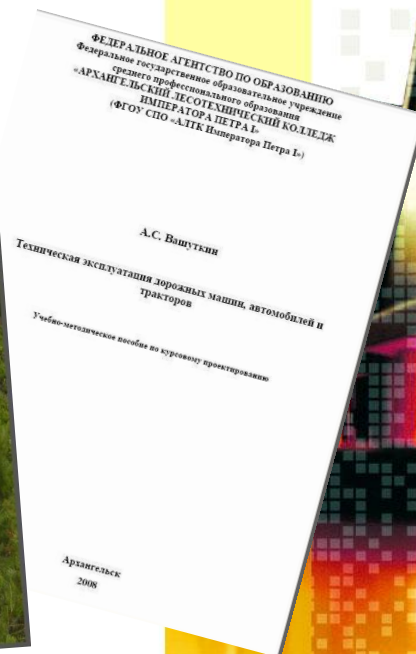 ФЕДЕРАЛЬНОЕ АГЕНТСТВО ПО ОБРАЗОВАНИЮ
Федеральное государственное образовательное учреждение
среднего профессионального образования
«АРХАНГЕЛЬСКИЙ ЛЕСОТЕХНИЧЕСКИЙ КОЛЛЕДЖ
ИМПЕРАТОРА ПЕТРА I»
(ФГОУ СПО «АЛТК Императора Петра I»)
А.С. Вашуткин
Техническая эксплуатация дорожных машин, автомобилей и
тракторов
Учебно-методическое пособие по курсовому проектированию
Архангельск
2008